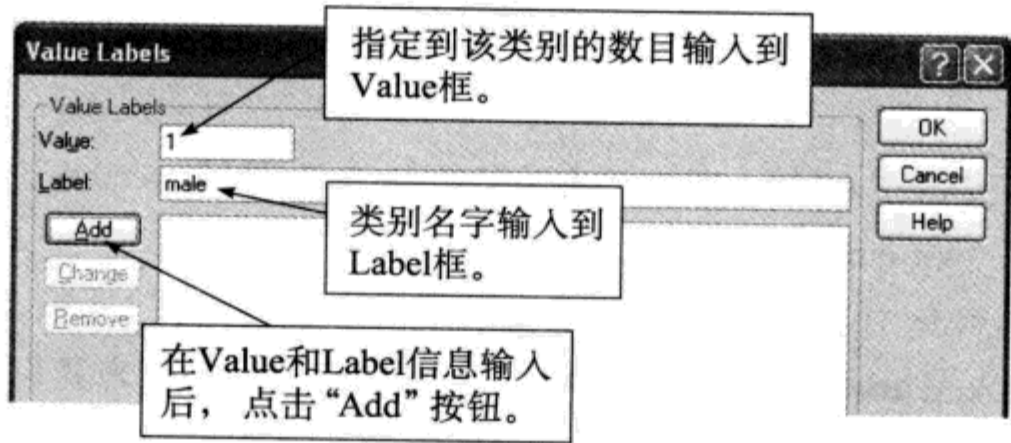 Value Labels
指定到该类别的数目输入到
Value框。
Value Labels
Value:
1
OK
Label:
male
Cancel
类别名字输入到
Label框。
Add
Help
Change
Remove
在Value和Label信息输入
后，点击“Add”按钮。